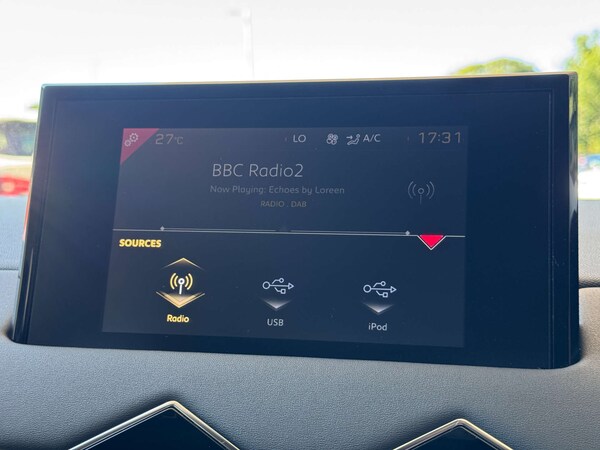 27°C LO A/C 17:31
BBC Radio2
Now Playing: Echoes by Loreen
RADIO . DAB
SOURCES
Radio USB iPod